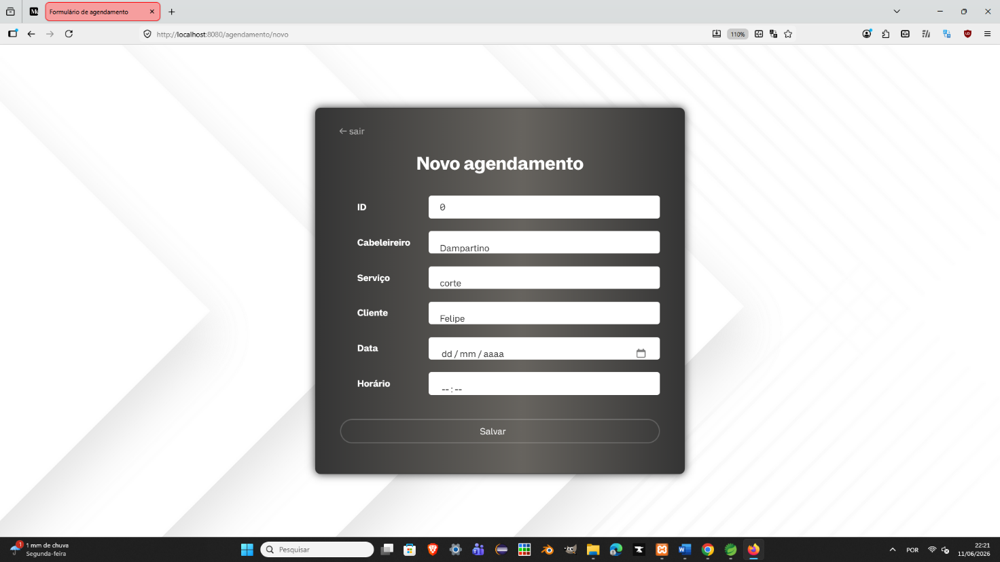 Formulário de agendamento
http://localhost:8080/agendamento/novo
110%
← sair
Novo agendamento
ID
0
Cabeleireiro
Dampartino
Serviço
corte
Cliente
Felipe
Data
dd / mm / aaaa
Horário
-- : --
Salvar
1
1 mm de chuva
Segunda-feira
Pesquisar
POR
22:21
11/06/2026